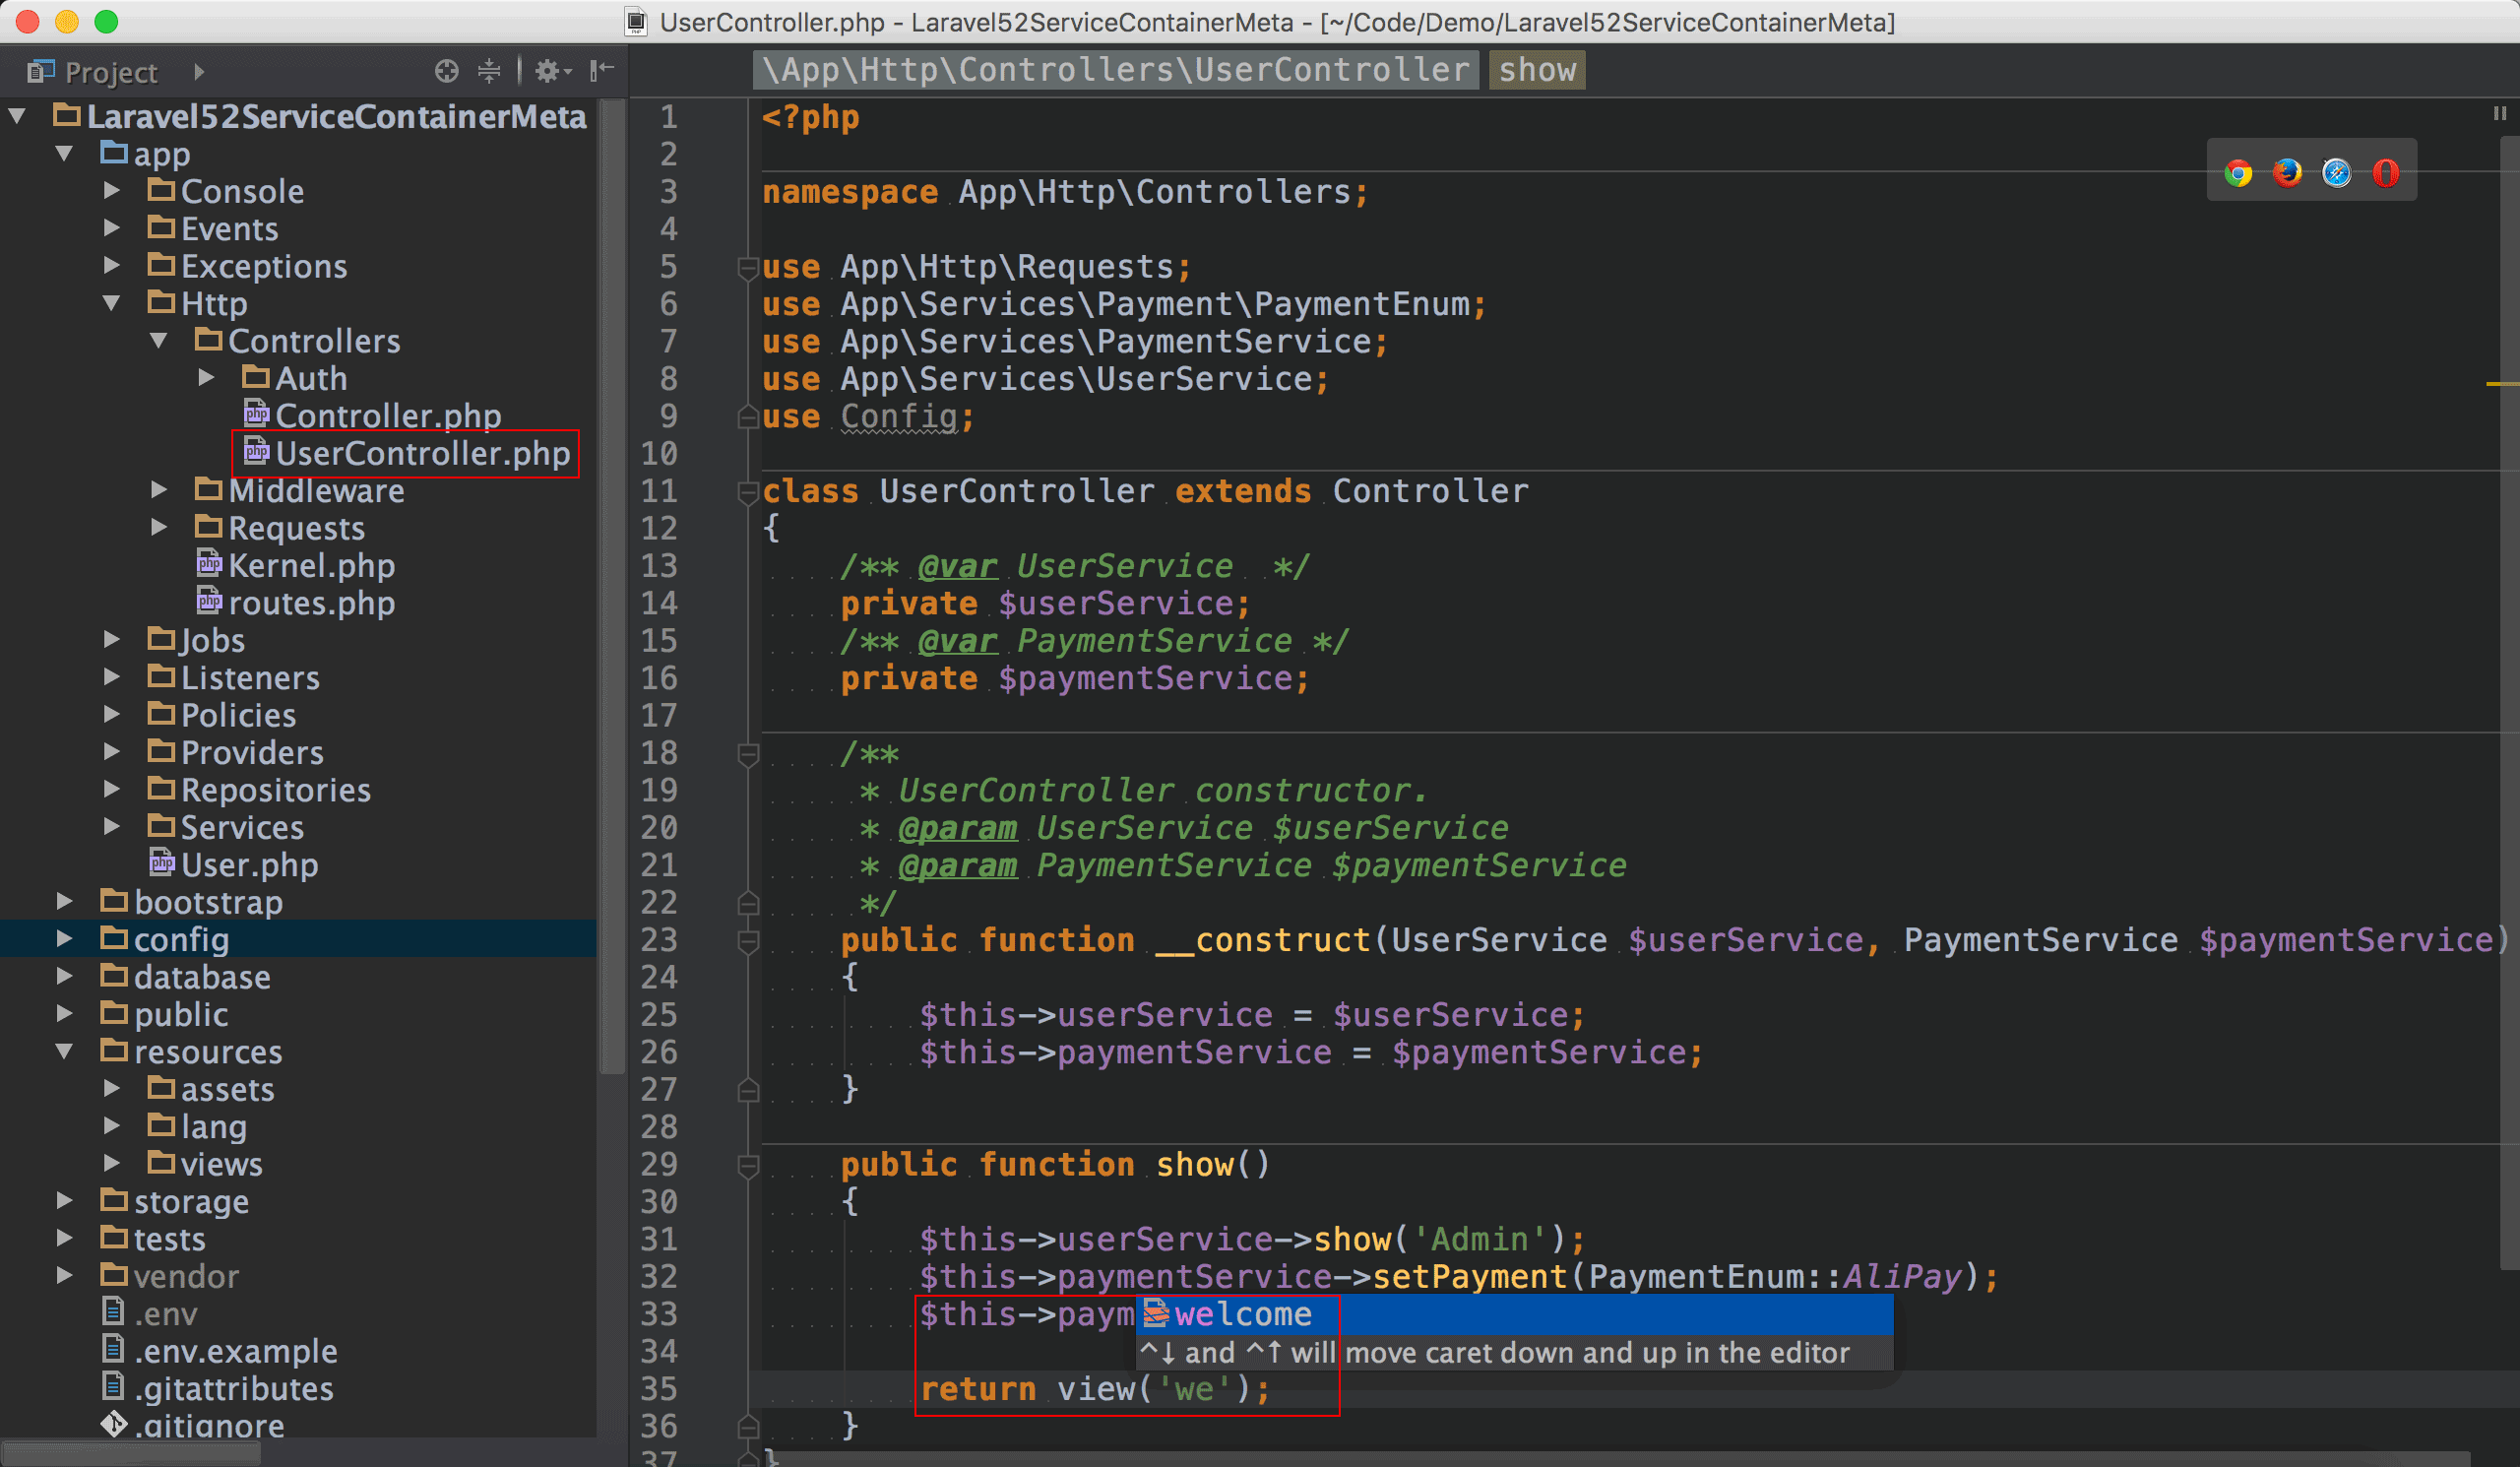 UserController.php - Laravel52ServiceContainerMeta - [~/Code/Demo/Laravel52ServiceContainerMeta]
Project
Laravel52ServiceContainerMeta
app
Console
Events
Exceptions
Http
Controllers
Auth
Controller.php
UserController.php
Middleware
Requests
Kernel.php
routes.php
Jobs
Listeners
Policies
Providers
Repositories
Services
User.php
bootstrap
config
database
public
resources
assets
lang
views
storage
tests
vendor
.env
.env.example
.gitattributes
.gitignore
\App\Http\Controllers\UserController show
1 <?php
2
3 namespace App\Http\Controllers;
4
5 use App\Http\Requests;
6 use App\Services\Payment\PaymentEnum;
7 use App\Services\PaymentService;
8 use App\Services\UserService;
9 use Config;
10
11 class UserController extends Controller
12 {
13 /** @var UserService */
14 private $userService;
15 /** @var PaymentService */
16 private $paymentService;
17
18 /**
19 * UserController constructor.
20 * @param UserService $userService
21 * @param PaymentService $paymentService
22 */
23 public function __construct(UserService $userService, PaymentService $paymentService)
24 {
25 $this->userService = $userService;
26 $this->paymentService = $paymentService;
27 }
28
29 public function show()
30 {
31 $this->userService->show('Admin');
32 $this->paymentService->setPayment(PaymentEnum::AliPay);
33 $this->paym welcome
34 ^↓ and ^↑ will move caret down and up in the editor
35 return view('we');
36 }
37 }